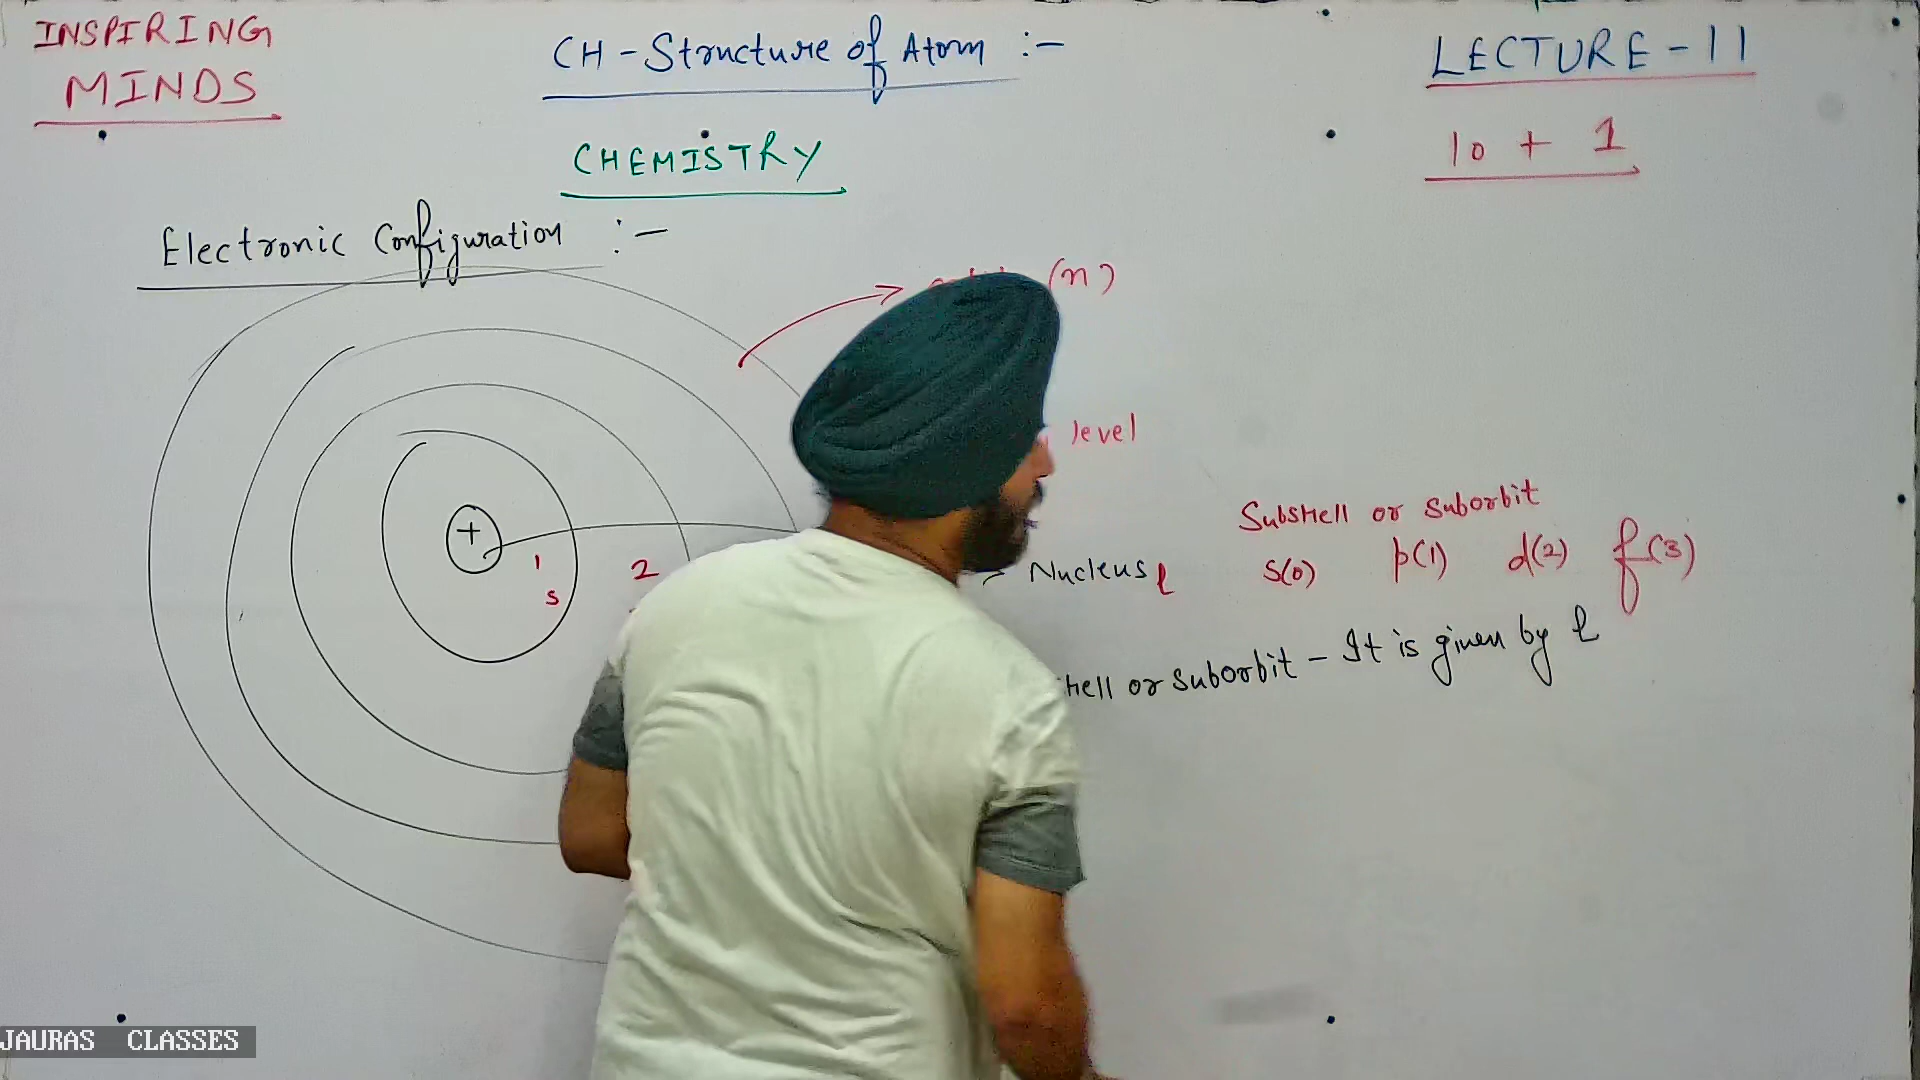 INSPIRING
MINDS
CH - Structure of Atom :-
LECTURE - 11
CHEMISTRY
10 + 1
Electronic Configuration :-
(n)
level
Subshell or suborbit
Nucleus
l s(0) p(1) d(2) f(3)
1 2
s
hell or suborbit - It is given by l
+
JAURAS CLASSES